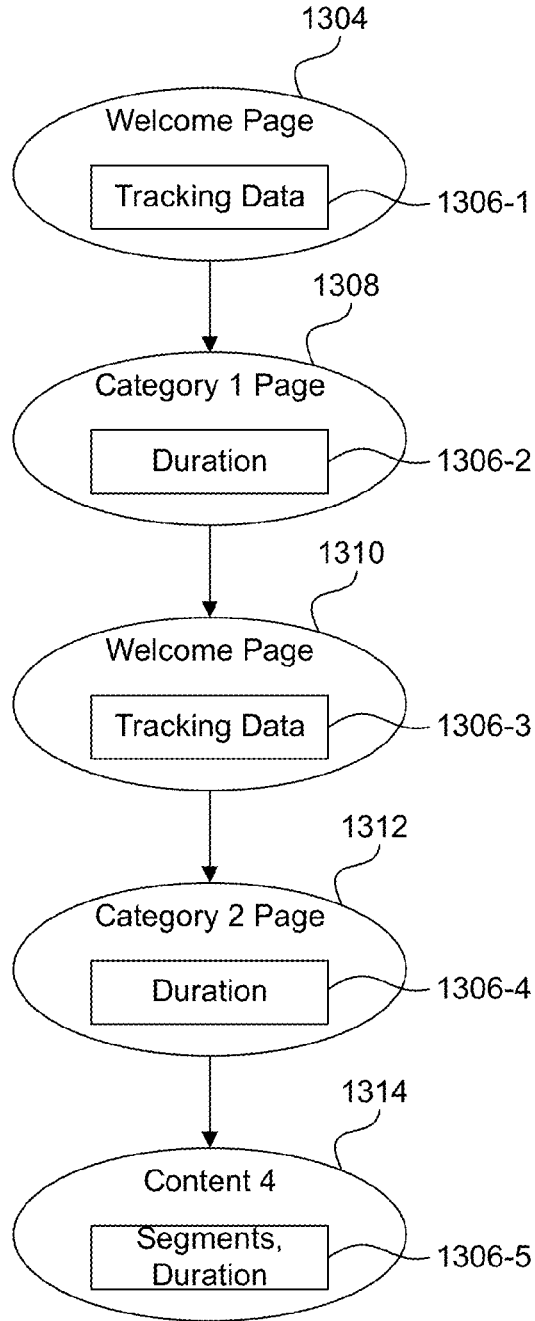 1304
Welcome Page
Tracking Data
1306-1
1308
Category 1 Page
Duration
1306-2
1310
Welcome Page
Tracking Data
1306-3
1312
Category 2 Page
Duration
1306-4
1314
Content 4
Segments,
Duration
1306-5